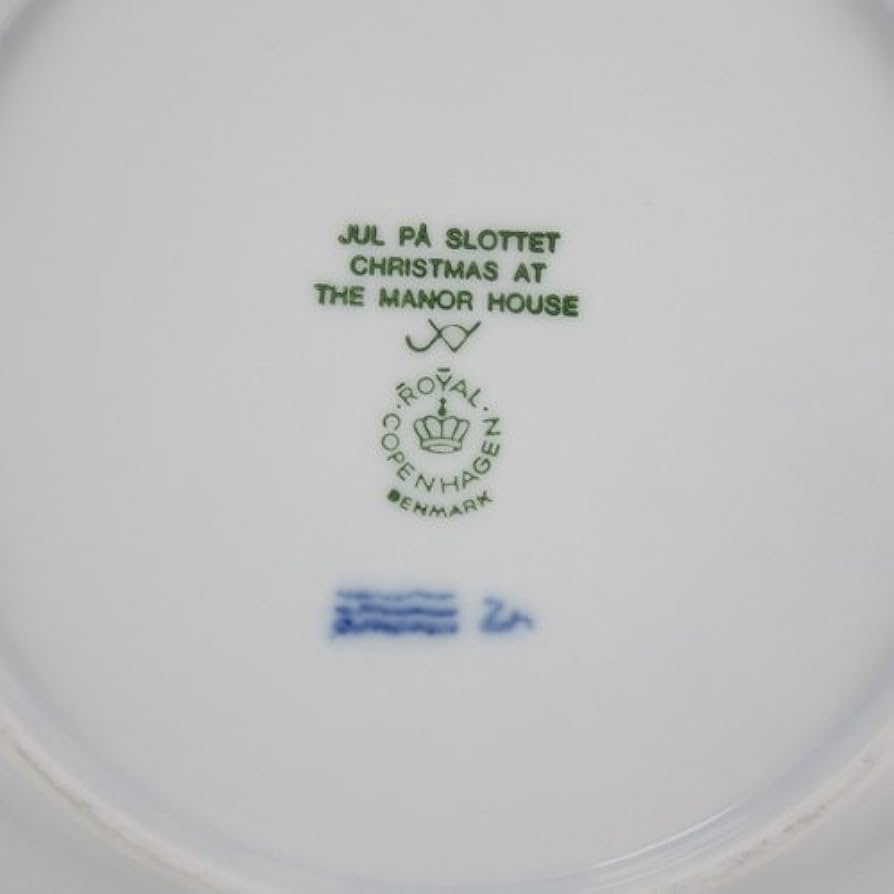 JUL PÅ SLOTTET
CHRISTMAS AT
THE MANOR HOUSE
ROYAL
COPENHAGEN
DENMARK